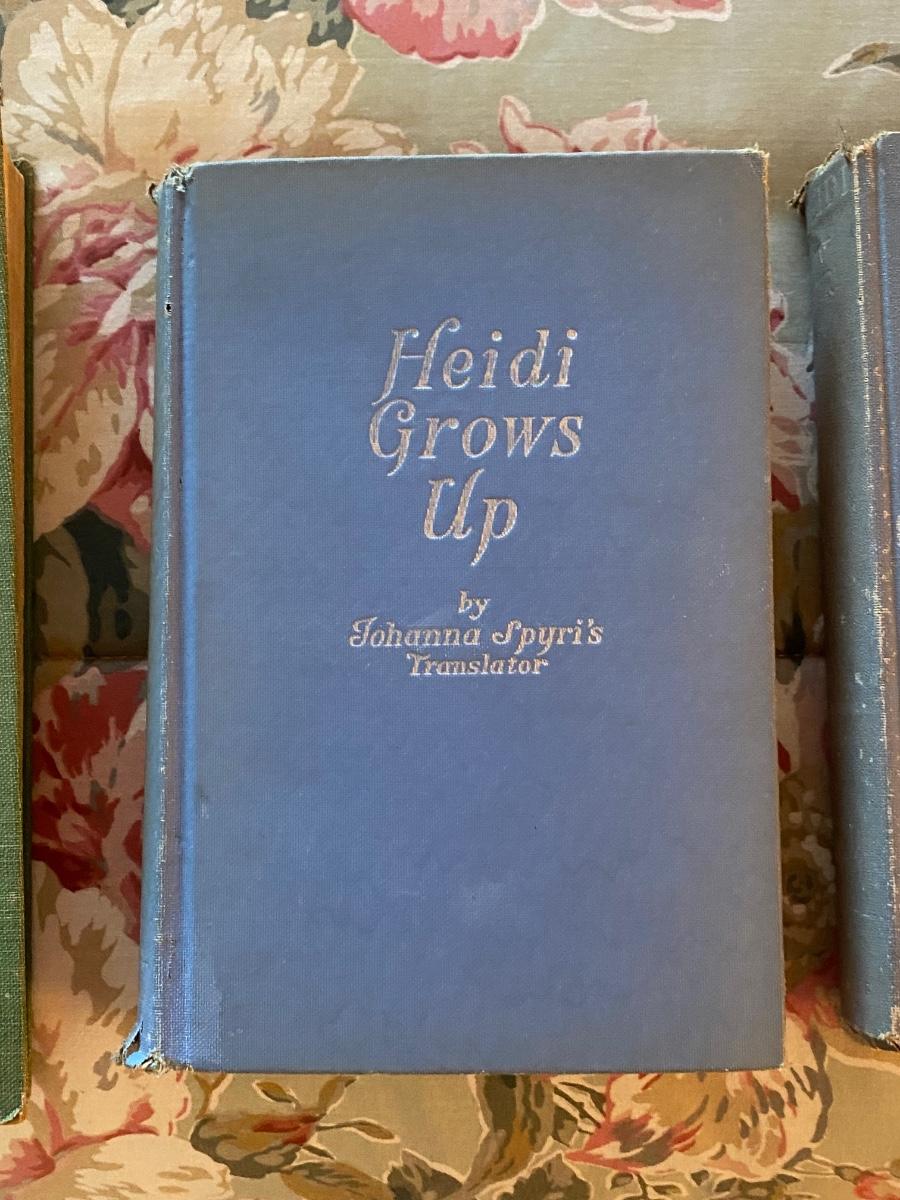 Heidi
Grows
Up
by
Johanna Spyri's
Translator